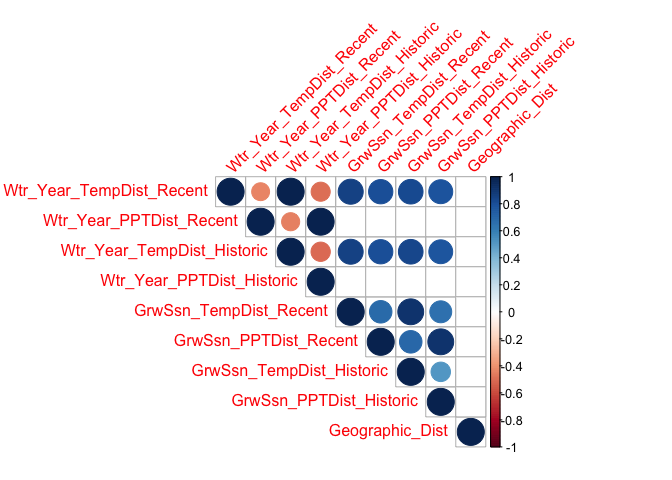 Wtr_Year_TempDist_Recent
Wtr_Year_PPTDist_Recent
Wtr_Year_TempDist_Historic
Wtr_Year_PPTDist_Historic
GrwSsn_TempDist_Recent
GrwSsn_PPTDist_Recent
GrwSsn_TempDist_Historic
GrwSsn_PPTDist_Historic
Geographic_Dist
Wtr_Year_TempDist_Recent
Wtr_Year_PPTDist_Recent
Wtr_Year_TempDist_Historic
Wtr_Year_PPTDist_Historic
GrwSsn_TempDist_Recent
GrwSsn_PPTDist_Recent
GrwSsn_TempDist_Historic
GrwSsn_PPTDist_Historic
Geographic_Dist
1
0.8
0.6
0.4
0.2
0
-0.2
-0.4
-0.6
-0.8
-1